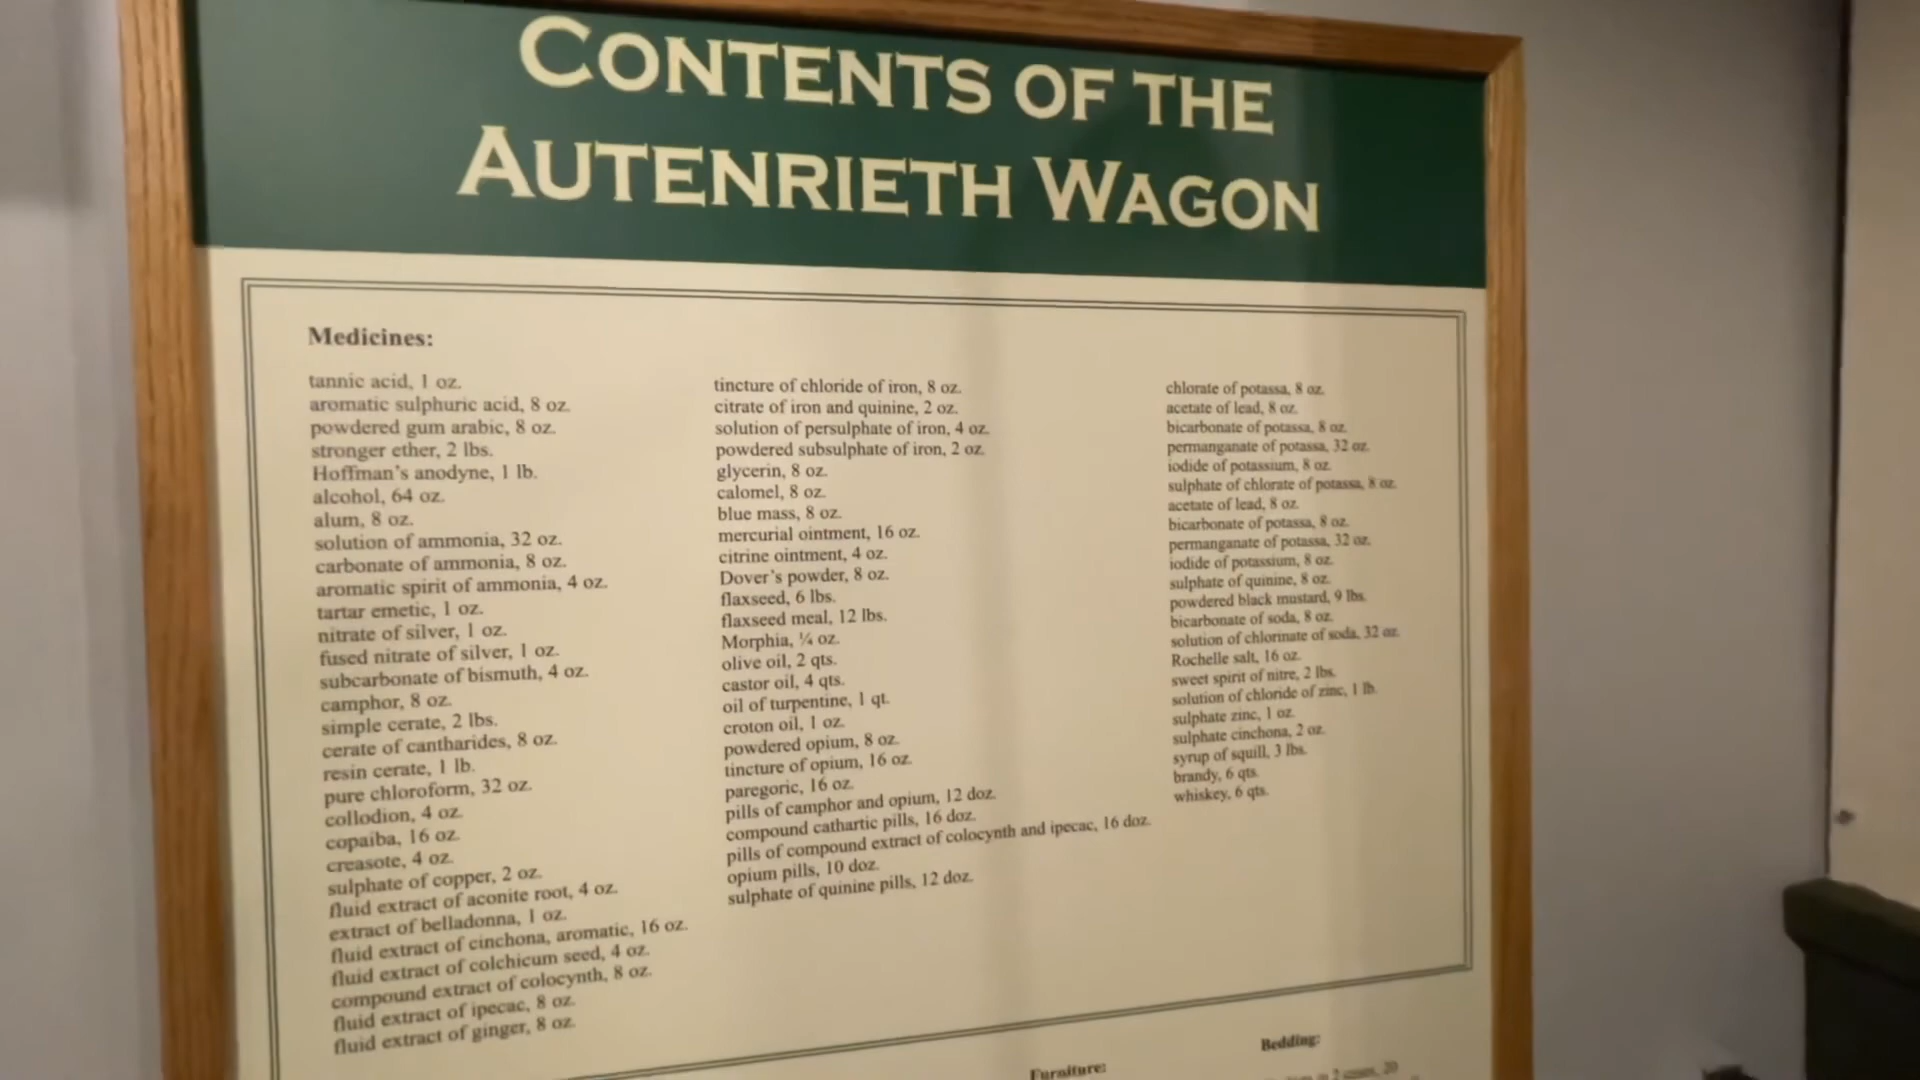 CONTENTS OF THE
AUTENRIETH WAGON
Medicines:
tannic acid, 1 oz.
aromatic sulphuric acid, 8 oz.
powdered gum arabic, 8 oz.
stronger ether, 2 lbs.
Hoffman's anodyne, 1 lb.
alcohol, 64 oz.
alum, 8 oz.
solution of ammonia, 32 oz.
carbonate of ammonia, 8 oz.
aromatic spirit of ammonia, 4 oz.
tartar emetic, 1 oz.
nitrate of silver, 1 oz.
fused nitrate of silver, 1 oz.
subcarbonate of bismuth, 4 oz.
camphor, 8 oz.
simple cerate, 2 lbs.
cerate of cantharides, 8 oz.
resin cerate, 1 lb.
pure chloroform, 32 oz.
collodion, 4 oz.
copaiba, 16 oz.
creasote, 4 oz.
sulphate of copper, 2 oz.
fluid extract of aconite root, 4 oz.
extract of belladonna, 1 oz.
fluid extract of cinchona, aromatic, 16 oz.
fluid extract of colchicum seed, 4 oz.
compound extract of colocynth, 8 oz.
fluid extract of ipecac, 8 oz.
fluid extract of ginger, 8 oz.
tincture of chloride of iron, 8 oz.
citrate of iron and quinine, 2 oz.
solution of persulphate of iron, 4 oz.
powdered subsulphate of iron, 2 oz.
glycerin, 8 oz.
calomel, 8 oz.
blue mass, 8 oz.
mercurial ointment, 16 oz.
citrine ointment, 4 oz.
Dover's powder, 8 oz.
flaxseed, 6 lbs.
flaxseed meal, 12 lbs.
Morphia, ¼ oz.
olive oil, 2 qts.
castor oil, 4 qts.
oil of turpentine, 1 qt.
croton oil, 1 oz.
powdered opium, 8 oz.
tincture of opium, 16 oz.
paregoric, 16 oz.
pills of camphor and opium, 12 doz.
compound cathartic pills, 16 doz.
pills of compound extract of colocynth and ipecac, 16 doz.
opium pills, 10 doz.
sulphate of quinine pills, 12 doz.
chlorate of potassa, 8 oz.
acetate of lead, 8 oz.
bicarbonate of potassa, 8 oz.
permanganate of potassa, 32 oz.
iodide of potassium, 8 oz.
sulphate of chlorate of potassa, 8 oz.
acetate of lead, 8 oz.
bicarbonate of potassa, 8 oz.
permanganate of potassa, 32 oz.
iodide of potassium, 8 oz.
sulphate of quinine, 8 oz.
powdered black mustard, 9 lbs.
bicarbonate of soda, 8 oz.
solution of chlorinate of soda, 32 oz.
Rochelle salt, 16 oz.
sweet spirit of nitre, 2 lbs.
solution of chloride of zinc, 1 lb.
sulphate zinc, 1 oz.
sulphate cinchona, 2 oz.
syrup of squill, 3 lbs.
brandy, 6 qts.
whiskey, 6 qts.
Furniture:
Bedding: